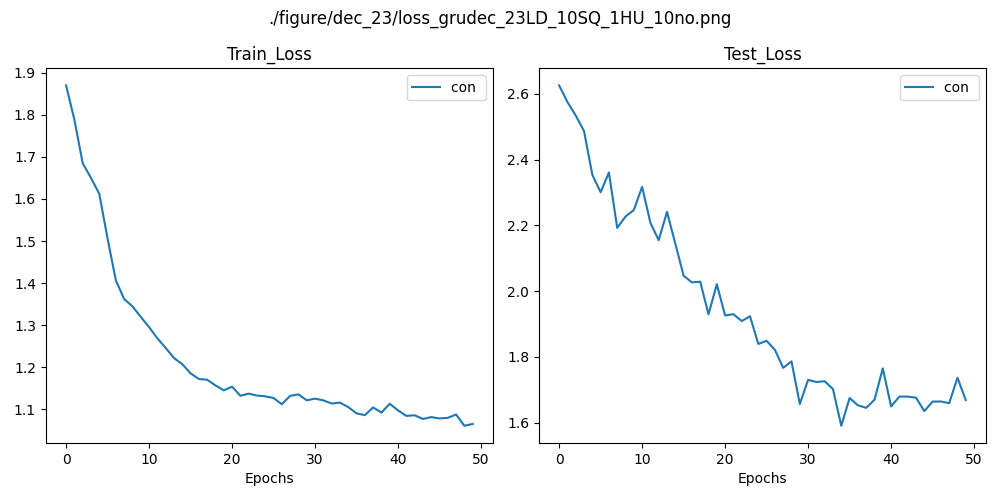 ./figure/dec_23/loss_grudec_23LD_10SQ_1HU_10no.png
Train_Loss
con
1.9
1.8
1.7
1.6
1.5
1.4
1.3
1.2
1.1
0 10 20 30 40 50
Epochs
Test_Loss
con
2.6
2.4
2.2
2.0
1.8
1.6
0 10 20 30 40 50
Epochs